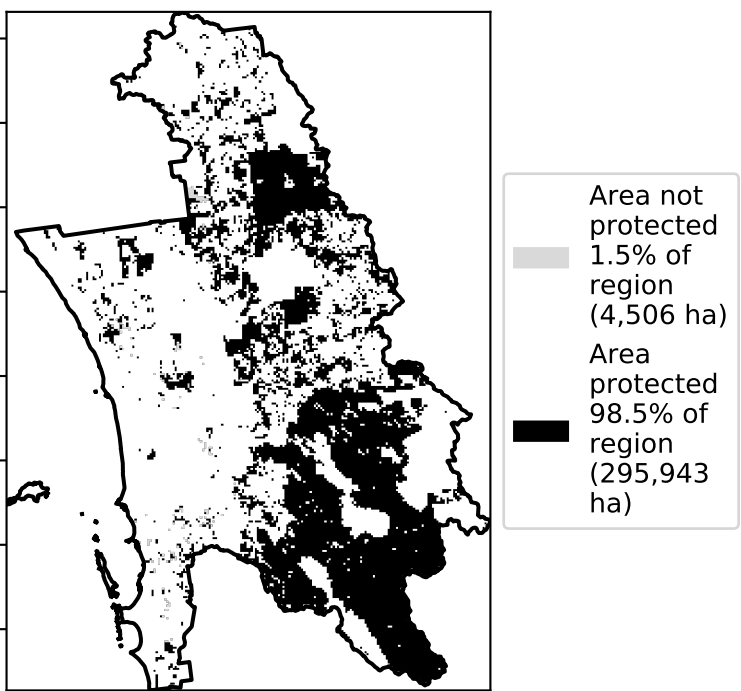 Area not
protected
1.5% of
region
(4,506 ha)
Area
protected
98.5% of
region
(295,943
ha)